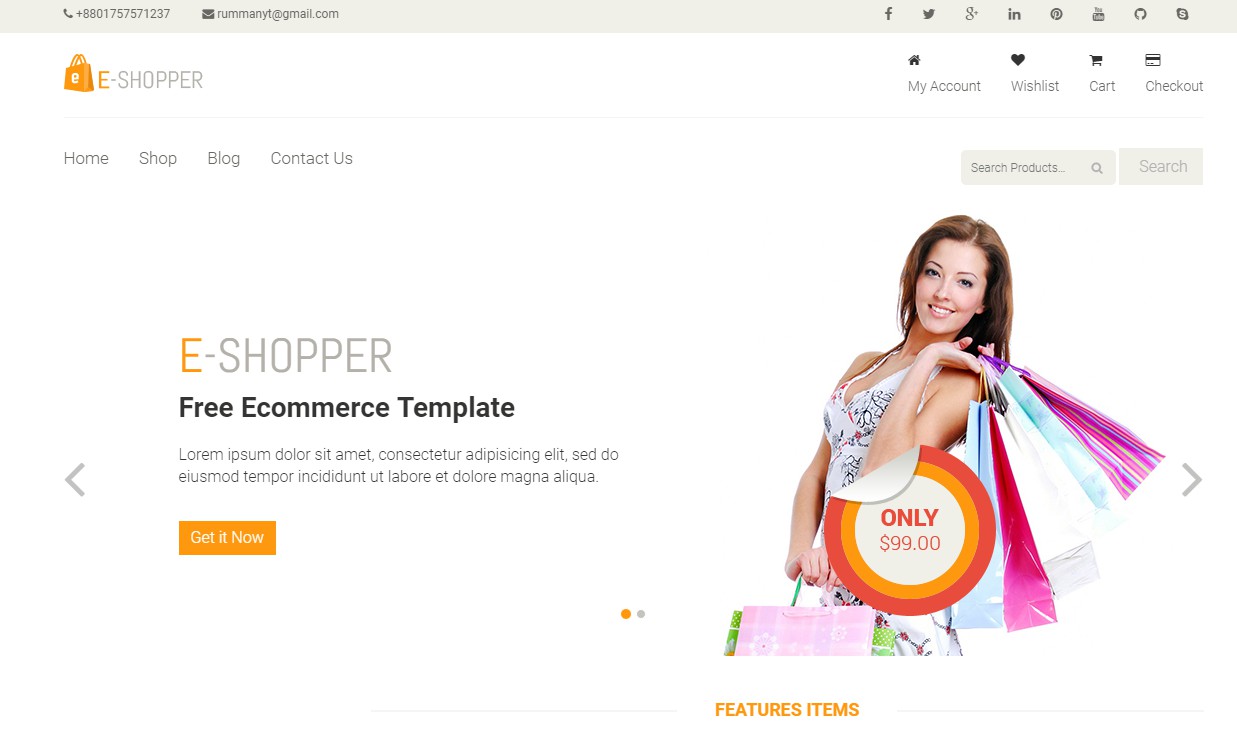 +8801757571237 rummanyt@gmail.com
E-SHOPPER
My Account Wishlist Cart Checkout
Home Shop Blog Contact Us
Search Products... Search
E-SHOPPER
Free Ecommerce Template
Lorem ipsum dolor sit amet, consectetur adipisicing elit, sed do
eiusmod tempor incididunt ut labore et dolore magna aliqua.
Get it Now
ONLY
$99.00
FEATURES ITEMS